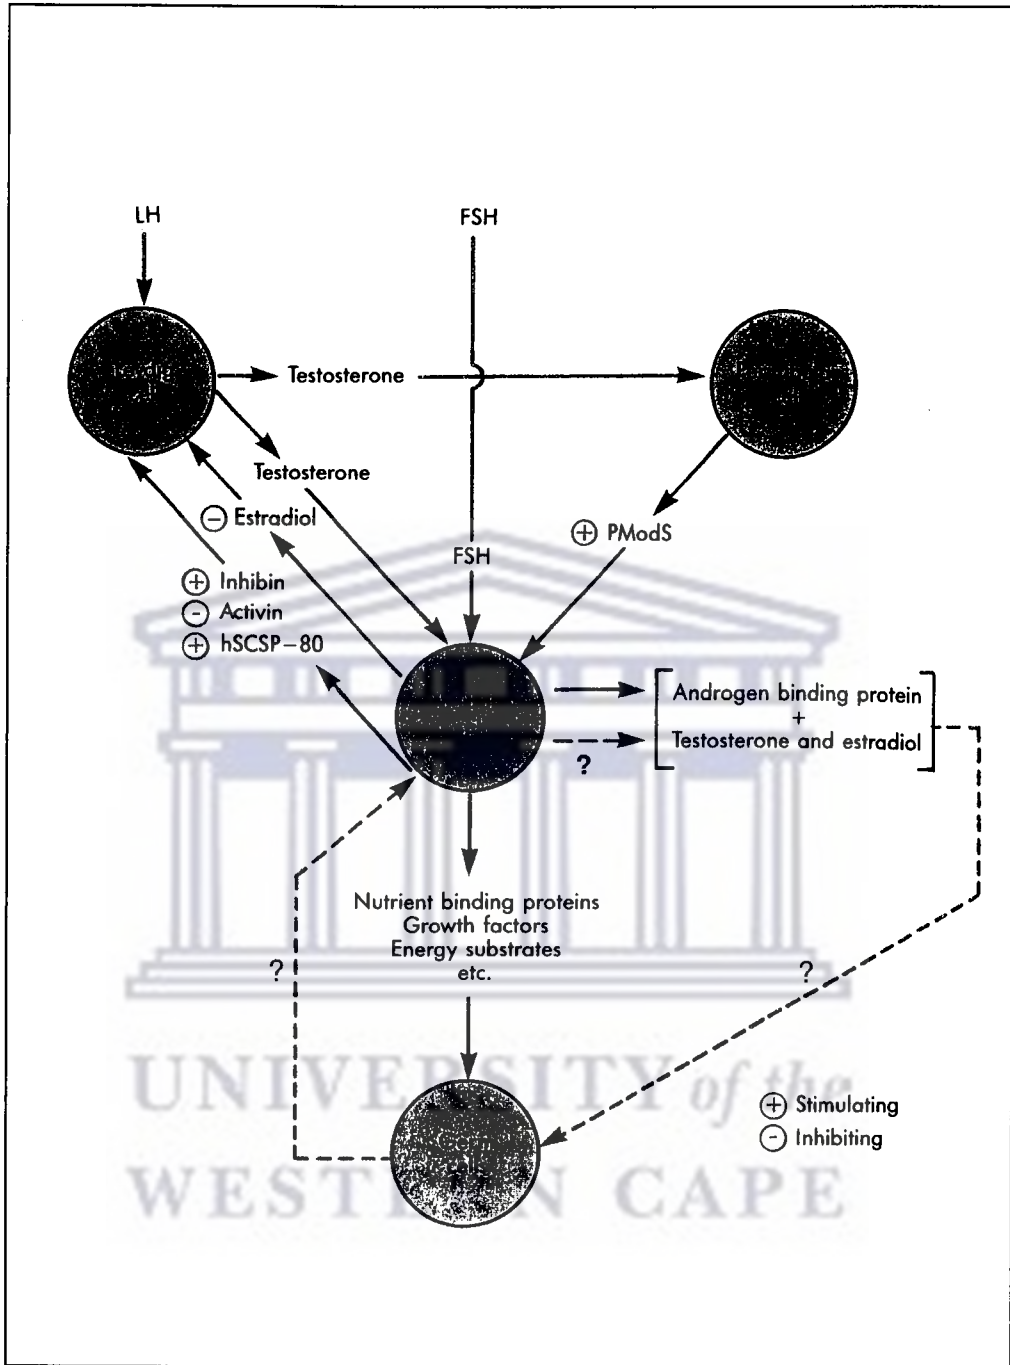 LH
FSH
Testosterone
Testosterone
⊖ Estradiol
⊕ PModS
FSH
⊕ Inhibin
⊖ Activin
⊕ hSCSP-80
Androgen binding protein
+
Testosterone and estradiol
?
Nutrient binding proteins
Growth factors
Energy substrates
etc.
?
?
UNIVERSITY of the
⊕ Stimulating
⊖ Inhibiting
WESTERN CAPE